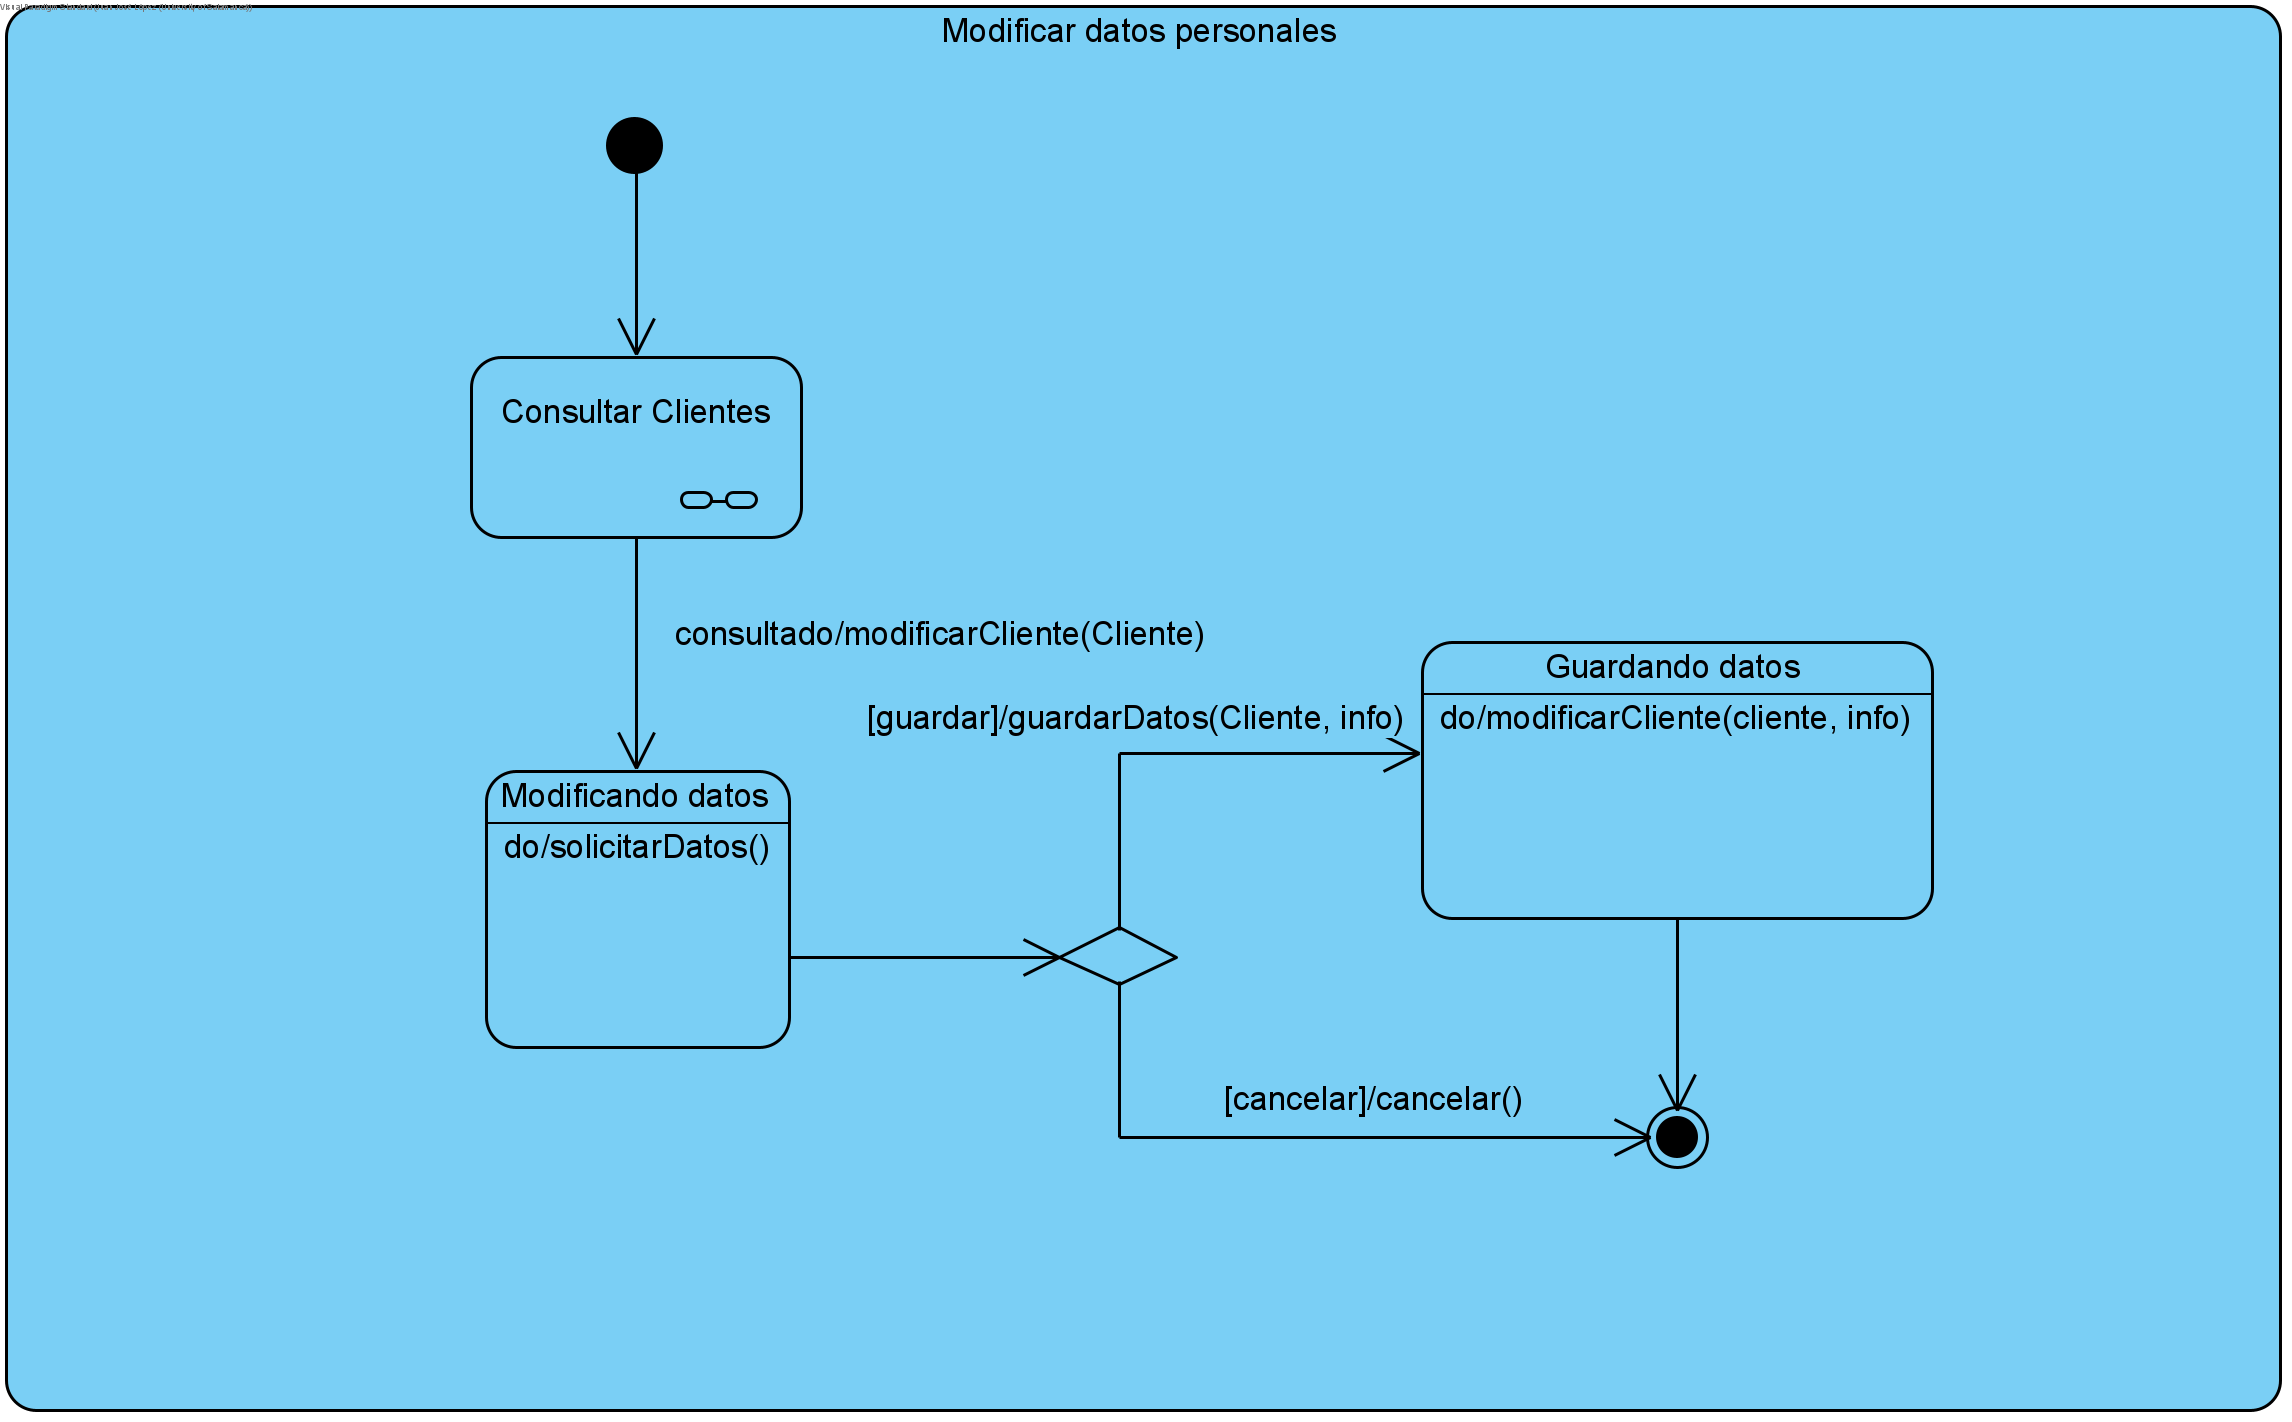 Modificar datos personales
Consultar Clientes
consultado/modificarCliente(Cliente)
Guardando datos
[guardar]/guardarDatos(Cliente, info)
do/modificarCliente(cliente, info)
Modificando datos
do/solicitarDatos()
[cancelar]/cancelar()